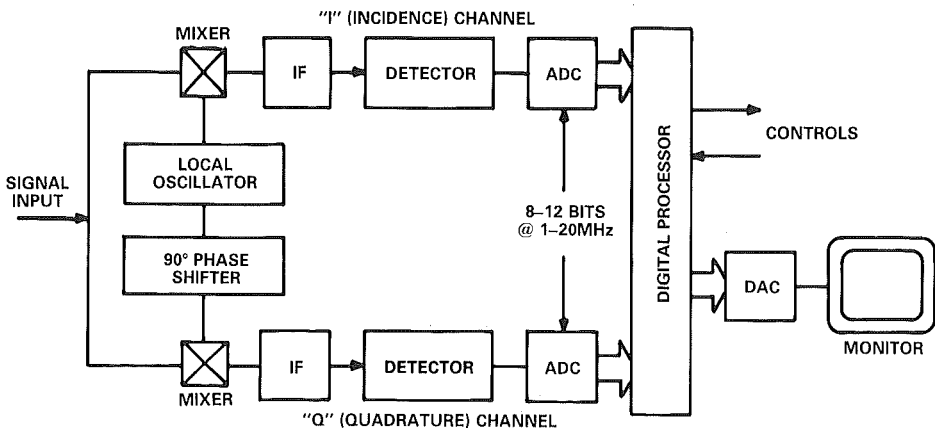 "I" (INCIDENCE) CHANNEL
MIXER
IF
DETECTOR
ADC
LOCAL
OSCILLATOR
SIGNAL
INPUT
90° PHASE
SHIFTER
8–12 BITS
@ 1–20MHz
DIGITAL PROCESSOR
CONTROLS
DAC
MONITOR
IF
DETECTOR
ADC
MIXER
"Q" (QUADRATURE) CHANNEL